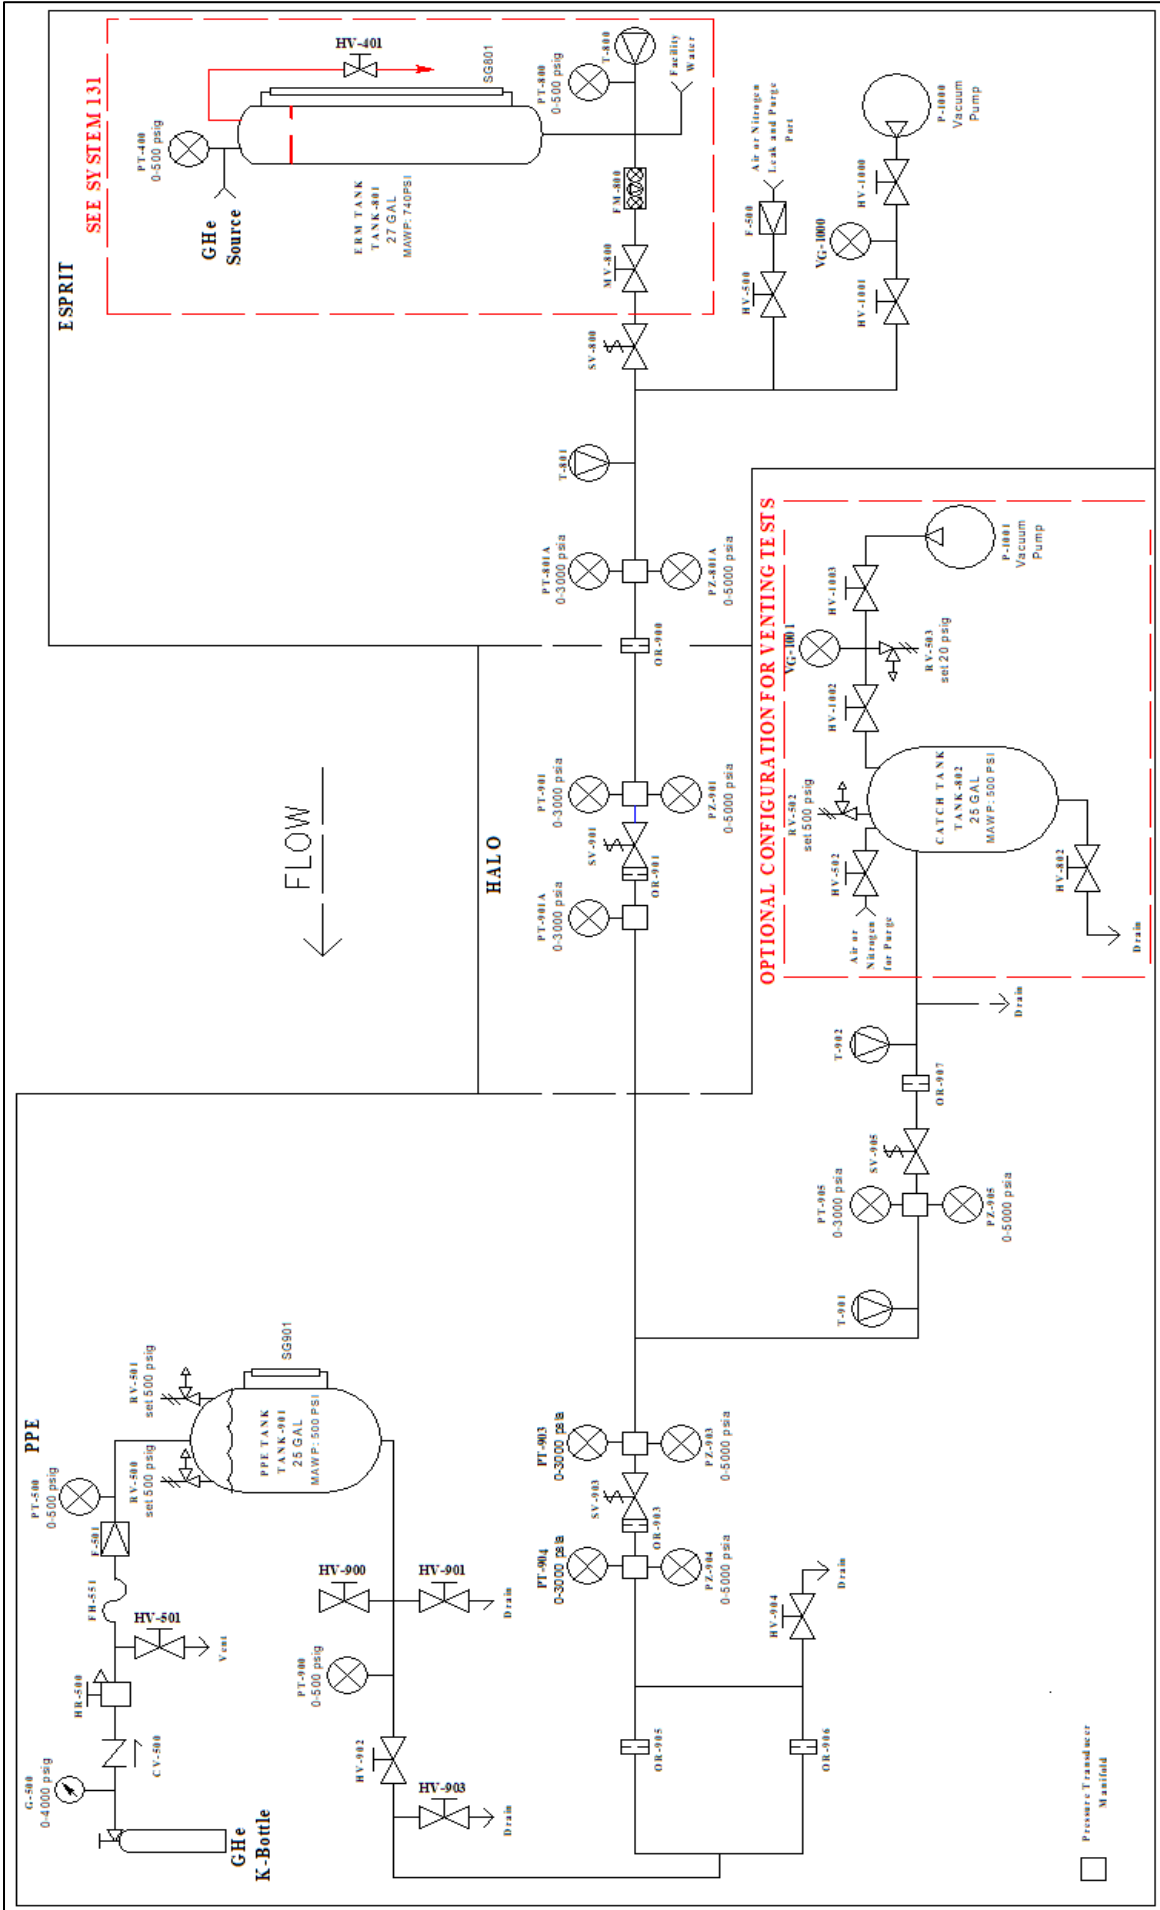 ESPRIT
SEE SYSTEM 131
HV-401
SG801
PT-400
0-500 psig
GHe
Source
ERM TANK
TANK-801
27 GAL
MAWP: 740PSI
PT-800
0-500 psig
T-800
Facility
Water
FM-800
MV-800
SV-800
Air or Nitrogen
Leak and Purge
Port
F-500
HV-500
P-1000
Vacuum
Pump
HV-1000
VG-1000
HV-1001
T-801
PT-801A
0-3000 psia
PZ-801A
0-5000 psia
OR-900
FLOW
HALO
PT-901
0-3000 psia
PZ-901
0-5000 psia
SV-901
OR-901
PT-901A
0-3000 psia
OPTIONAL CONFIGURATION FOR VENTING TESTS
P-1001
Vacuum
Pump
HV-1003
VG-1001
RV-503
set 20 psig
HV-1002
RV-502
set 500 psig
CATCH TANK
TANK-802
25 GAL
MAWP: 500 PSI
HV-502
Air or
Nitrogen
for Purge
HV-802
Drain
Drain
T-902
OR-907
SV-905
PT-905
0-3000 psia
PZ-905
0-5000 psia
T-901
PPE
RV-501
set 500 psig
SG901
PPE TANK
TANK-901
25 GAL
MAWP: 500 PSI
RV-500
set 500 psig
PT-500
0-500 psig
F-501
FH-551
HV-501
Vent
HR-500
CV-500
G-500
0-4000 psig
GHe
K-Bottle
HV-900
HV-901
Drain
PT-900
0-500 psig
HV-902
HV-903
Drain
PT-903
0-3000 psia
PZ-903
0-5000 psia
SV-903
OR-903
PT-904
0-3000 psia
PZ-904
0-5000 psia
HV-904
Drain
OR-905
OR-906
Pressure Transducer
Manifold